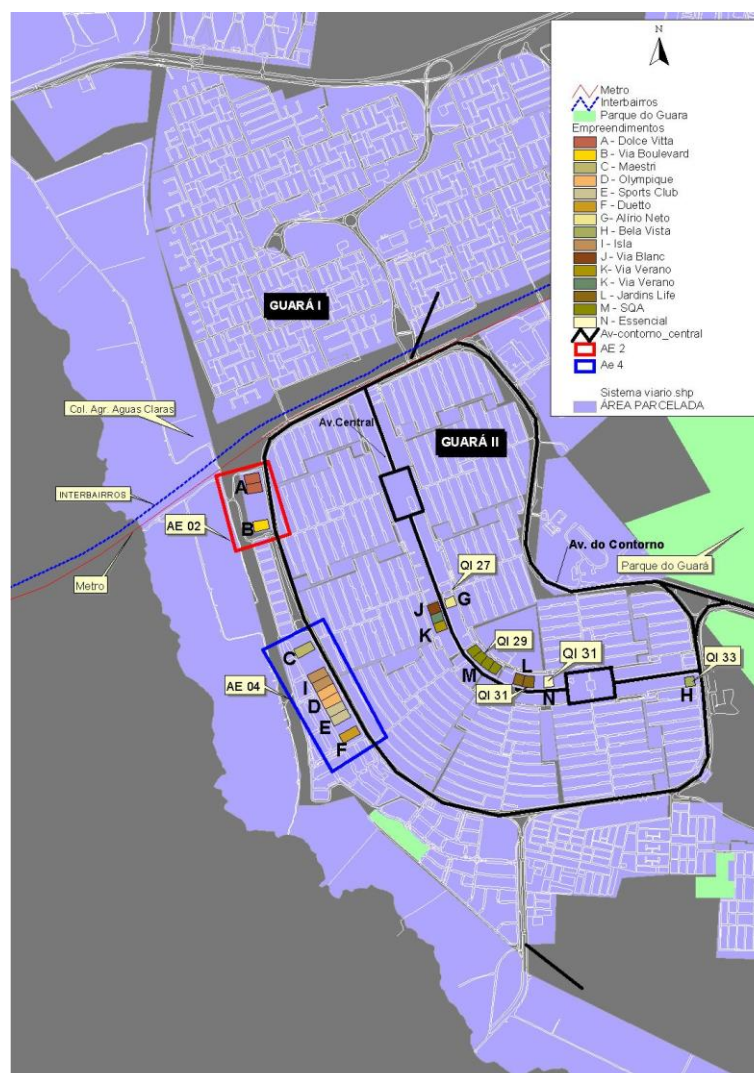 N
Metro
Interbairros
Parque do Guara
Empreendimentos
A - Dolce Vitta
B - Via Boulevard
C - Maestri
D - Olympique
E - Sports Club
F - Duetto
G- Alírio Neto
H - Bela Vista
I - Isla
J - Via Blanc
K- Via Verano
K - Via Verano
L - Jardins Life
M - SQA
N - Essencial
Av-contorno_central
AE 2
Ae 4
Sistema viario.shp
ÁREA PARCELADA
GUARÁ I
Col. Agr. Aguas Claras
Av.Central
GUARÁ II
INTERBAIRROS
A
AE 02
B
Av. do Contorno
Parque do Guará
Metro
QI 27
J
G
K
C
QI 29
QI 31
QI 33
I
M
L
AE 04
D
QI 31
N
H
E
F